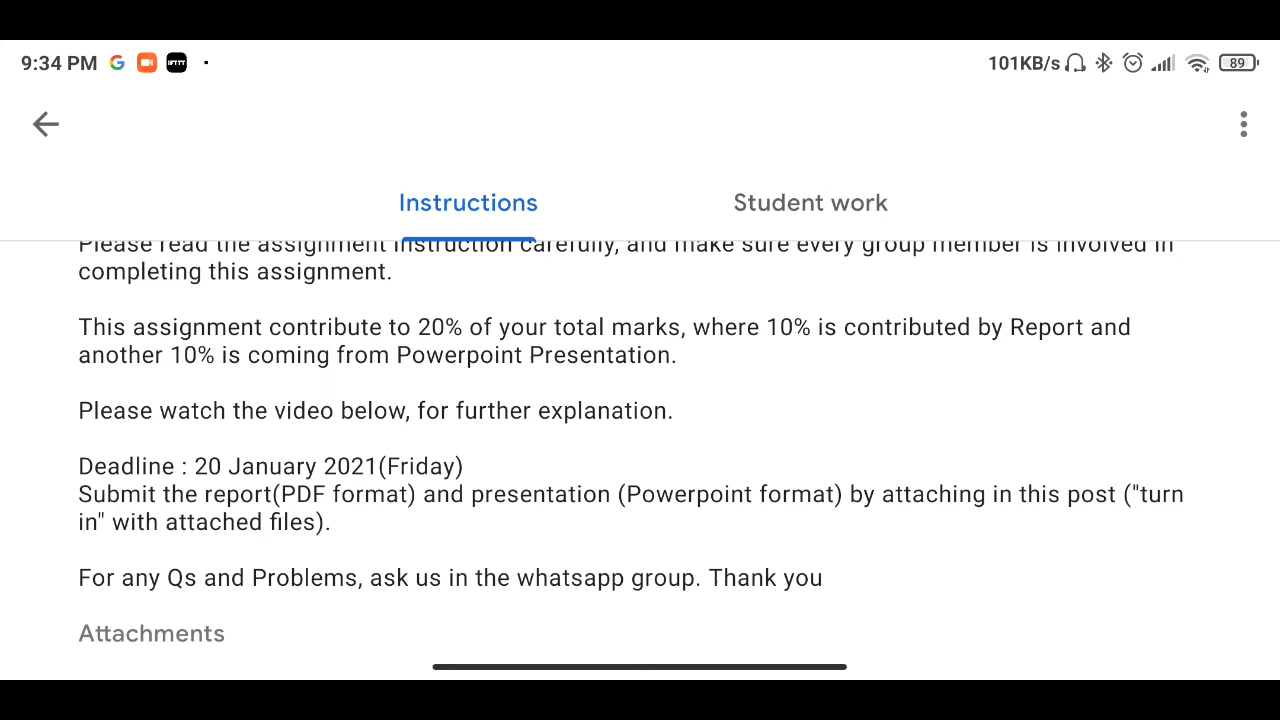 9:34 PM
IFTTT
101KB/s
89
Instructions
Student work
Please read the assignment instruction carefully, and make sure every group member is involved in
completing this assignment.
This assignment contribute to 20% of your total marks, where 10% is contributed by Report and
another 10% is coming from Powerpoint Presentation.
Please watch the video below, for further explanation.
Deadline : 20 January 2021(Friday)
Submit the report(PDF format) and presentation (Powerpoint format) by attaching in this post ("turn
in" with attached files).
For any Qs and Problems, ask us in the whatsapp group. Thank you
Attachments